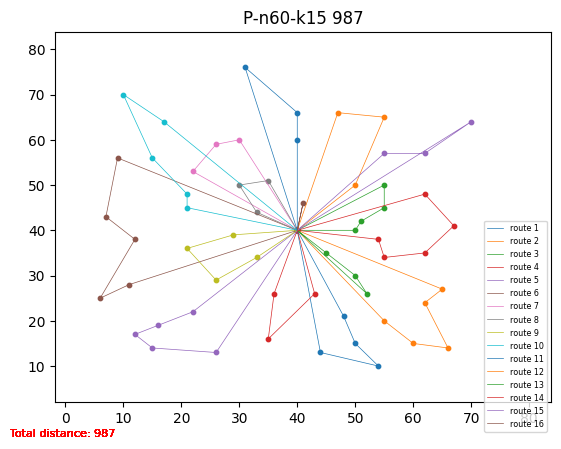 P-n60-k15 987
80
70
60
50
40
30
20
10
0 10 20 30 40 50 60 70 80
route 1
route 2
route 3
route 4
route 5
route 6
route 7
route 8
route 9
route 10
route 11
route 12
route 13
route 14
route 15
route 16
Total distance: 987